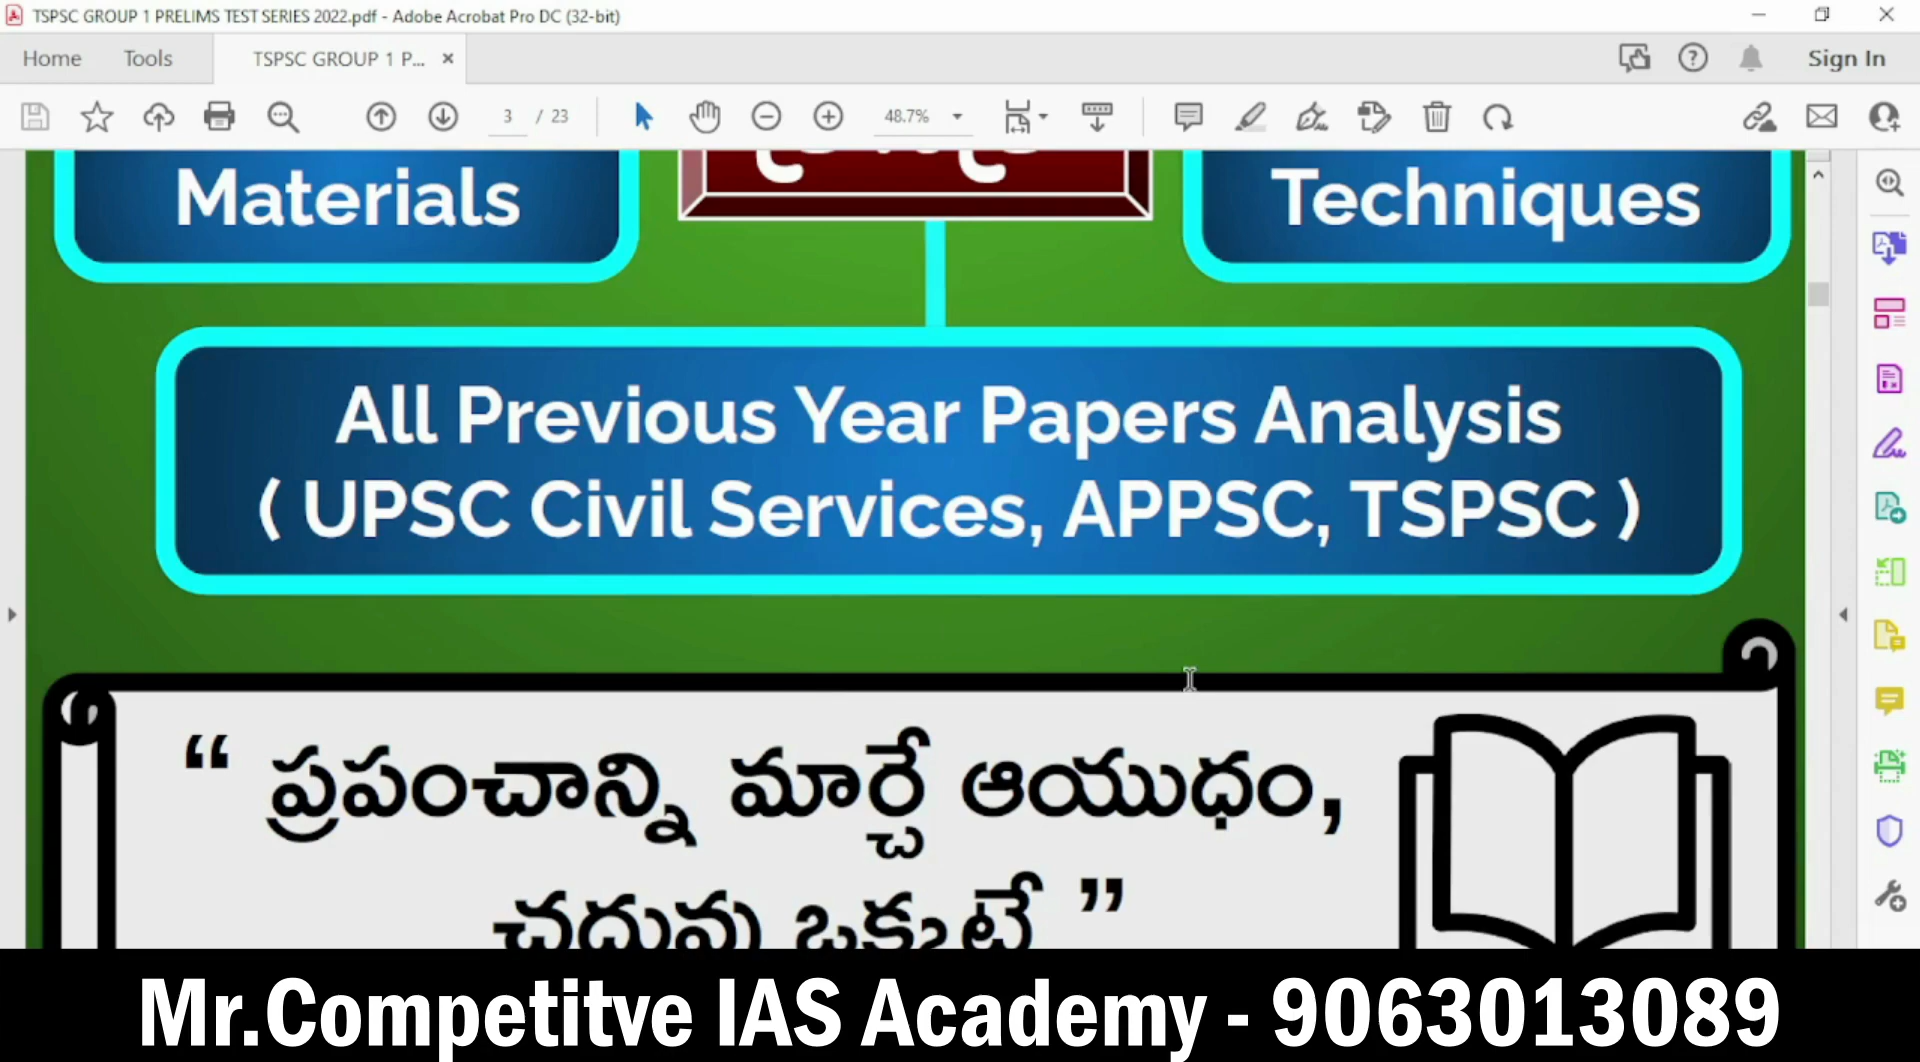 TSPSC GROUP 1 PRELIMS TEST SERIES 2022.pdf - Adobe Acrobat Pro DC (32-bit)
Home Tools TSPSC GROUP 1 P... × Sign In
3 / 23 48.7%
Materials
Techniques
All Previous Year Papers Analysis
( UPSC Civil Services, APPSC, TSPSC )
“ ప్రపంచాన్ని మార్చే ఆయుధం,
చదువు ఒక్కటే ”
Mr.Competitve IAS Academy - 9063013089